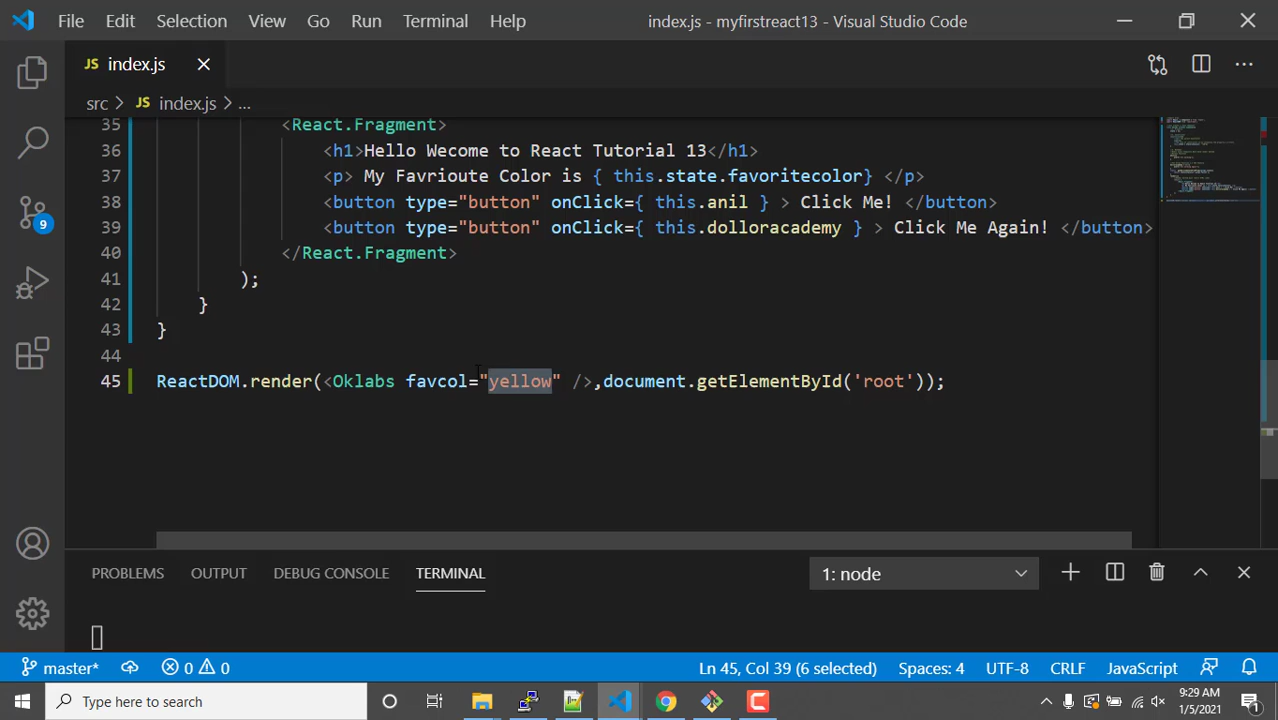 File Edit Selection View Go Run Terminal Help index.js - myfirstreact13 - Visual Studio Code
JS index.js
src > JS index.js > ...
35 <React.Fragment>
36 <h1>Hello Wecome to React Tutorial 13</h1>
37 <p> My Favrioute Color is { this.state.favoritecolor} </p>
38 <button type="button" onClick={ this.anil } > Click Me! </button>
39 <button type="button" onClick={ this.dolloracademy } > Click Me Again! </button>
40 </React.Fragment>
41 );
42 }
43 }
44
45 ReactDOM.render(<Oklabs favcol="yellow" />,document.getElementById('root'));
9
PROBLEMS OUTPUT DEBUG CONSOLE TERMINAL 1: node
master* 0 0 Ln 45, Col 39 (6 selected) Spaces: 4 UTF-8 CRLF JavaScript
Type here to search
9:29 AM
1/5/2021
1